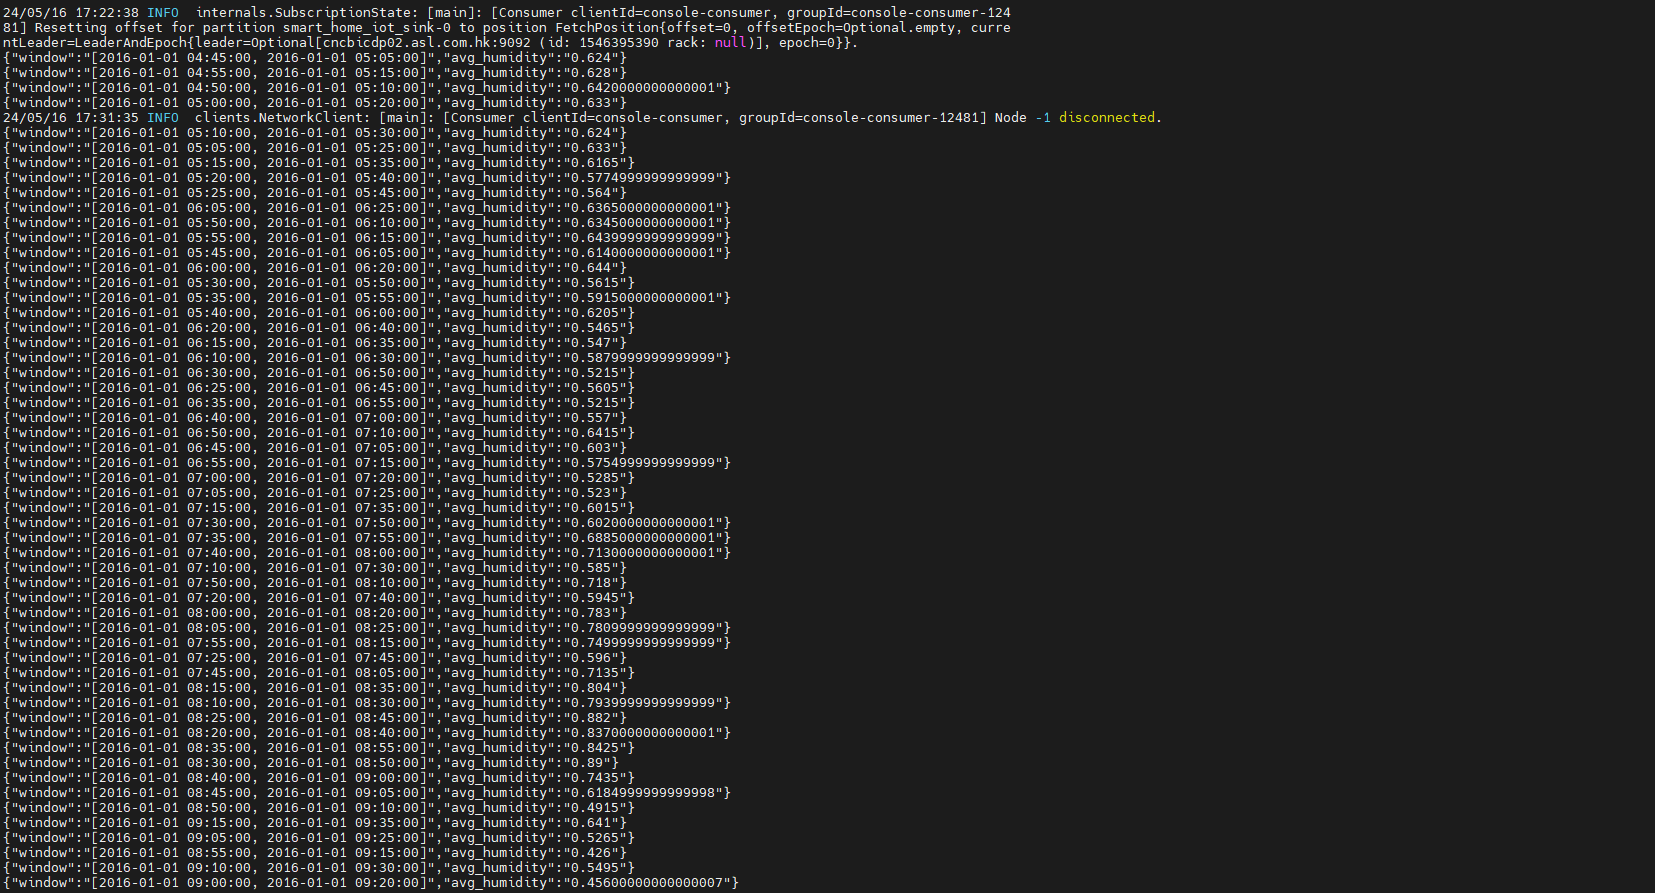 24/05/16 17:22:38 INFO  internals.SubscriptionState: [main]: [Consumer clientId=console-consumer, groupId=console-consumer-124
81] Resetting offset for partition smart_home_iot_sink-0 to position FetchPosition{offset=0, offsetEpoch=Optional.empty, curre
ntLeader=LeaderAndEpoch{leader=Optional[cncbicdp02.asl.com.hk:9092 (id: 1546395390 rack: null)], epoch=0}}.
{"window":"[2016-01-01 04:45:00, 2016-01-01 05:05:00]","avg_humidity":"0.624"}
{"window":"[2016-01-01 04:55:00, 2016-01-01 05:15:00]","avg_humidity":"0.628"}
{"window":"[2016-01-01 04:50:00, 2016-01-01 05:10:00]","avg_humidity":"0.6420000000000001"}
{"window":"[2016-01-01 05:00:00, 2016-01-01 05:20:00]","avg_humidity":"0.633"}
24/05/16 17:31:35 INFO  clients.NetworkClient: [main]: [Consumer clientId=console-consumer, groupId=console-consumer-12481] Node -1 disconnected.
{"window":"[2016-01-01 05:10:00, 2016-01-01 05:30:00]","avg_humidity":"0.624"}
{"window":"[2016-01-01 05:05:00, 2016-01-01 05:25:00]","avg_humidity":"0.633"}
{"window":"[2016-01-01 05:15:00, 2016-01-01 05:35:00]","avg_humidity":"0.6165"}
{"window":"[2016-01-01 05:20:00, 2016-01-01 05:40:00]","avg_humidity":"0.5774999999999999"}
{"window":"[2016-01-01 05:25:00, 2016-01-01 05:45:00]","avg_humidity":"0.564"}
{"window":"[2016-01-01 06:05:00, 2016-01-01 06:25:00]","avg_humidity":"0.6365000000000001"}
{"window":"[2016-01-01 05:50:00, 2016-01-01 06:10:00]","avg_humidity":"0.6345000000000001"}
{"window":"[2016-01-01 05:55:00, 2016-01-01 06:15:00]","avg_humidity":"0.6439999999999999"}
{"window":"[2016-01-01 05:45:00, 2016-01-01 06:05:00]","avg_humidity":"0.6140000000000001"}
{"window":"[2016-01-01 06:00:00, 2016-01-01 06:20:00]","avg_humidity":"0.644"}
{"window":"[2016-01-01 05:30:00, 2016-01-01 05:50:00]","avg_humidity":"0.5615"}
{"window":"[2016-01-01 05:35:00, 2016-01-01 05:55:00]","avg_humidity":"0.5915000000000001"}
{"window":"[2016-01-01 05:40:00, 2016-01-01 06:00:00]","avg_humidity":"0.6205"}
{"window":"[2016-01-01 06:20:00, 2016-01-01 06:40:00]","avg_humidity":"0.5465"}
{"window":"[2016-01-01 06:15:00, 2016-01-01 06:35:00]","avg_humidity":"0.547"}
{"window":"[2016-01-01 06:10:00, 2016-01-01 06:30:00]","avg_humidity":"0.5879999999999999"}
{"window":"[2016-01-01 06:30:00, 2016-01-01 06:50:00]","avg_humidity":"0.5215"}
{"window":"[2016-01-01 06:25:00, 2016-01-01 06:45:00]","avg_humidity":"0.5605"}
{"window":"[2016-01-01 06:35:00, 2016-01-01 06:55:00]","avg_humidity":"0.5215"}
{"window":"[2016-01-01 06:40:00, 2016-01-01 07:00:00]","avg_humidity":"0.557"}
{"window":"[2016-01-01 06:50:00, 2016-01-01 07:10:00]","avg_humidity":"0.6415"}
{"window":"[2016-01-01 06:45:00, 2016-01-01 07:05:00]","avg_humidity":"0.603"}
{"window":"[2016-01-01 06:55:00, 2016-01-01 07:15:00]","avg_humidity":"0.5754999999999999"}
{"window":"[2016-01-01 07:00:00, 2016-01-01 07:20:00]","avg_humidity":"0.5285"}
{"window":"[2016-01-01 07:05:00, 2016-01-01 07:25:00]","avg_humidity":"0.523"}
{"window":"[2016-01-01 07:15:00, 2016-01-01 07:35:00]","avg_humidity":"0.6015"}
{"window":"[2016-01-01 07:30:00, 2016-01-01 07:50:00]","avg_humidity":"0.6020000000000001"}
{"window":"[2016-01-01 07:35:00, 2016-01-01 07:55:00]","avg_humidity":"0.6885000000000001"}
{"window":"[2016-01-01 07:40:00, 2016-01-01 08:00:00]","avg_humidity":"0.7130000000000001"}
{"window":"[2016-01-01 07:10:00, 2016-01-01 07:30:00]","avg_humidity":"0.585"}
{"window":"[2016-01-01 07:50:00, 2016-01-01 08:10:00]","avg_humidity":"0.718"}
{"window":"[2016-01-01 07:20:00, 2016-01-01 07:40:00]","avg_humidity":"0.5945"}
{"window":"[2016-01-01 08:00:00, 2016-01-01 08:20:00]","avg_humidity":"0.783"}
{"window":"[2016-01-01 08:05:00, 2016-01-01 08:25:00]","avg_humidity":"0.7809999999999999"}
{"window":"[2016-01-01 07:55:00, 2016-01-01 08:15:00]","avg_humidity":"0.7499999999999999"}
{"window":"[2016-01-01 07:25:00, 2016-01-01 07:45:00]","avg_humidity":"0.596"}
{"window":"[2016-01-01 07:45:00, 2016-01-01 08:05:00]","avg_humidity":"0.7135"}
{"window":"[2016-01-01 08:15:00, 2016-01-01 08:35:00]","avg_humidity":"0.804"}
{"window":"[2016-01-01 08:10:00, 2016-01-01 08:30:00]","avg_humidity":"0.7939999999999999"}
{"window":"[2016-01-01 08:25:00, 2016-01-01 08:45:00]","avg_humidity":"0.882"}
{"window":"[2016-01-01 08:20:00, 2016-01-01 08:40:00]","avg_humidity":"0.8370000000000001"}
{"window":"[2016-01-01 08:35:00, 2016-01-01 08:55:00]","avg_humidity":"0.8425"}
{"window":"[2016-01-01 08:30:00, 2016-01-01 08:50:00]","avg_humidity":"0.89"}
{"window":"[2016-01-01 08:40:00, 2016-01-01 09:00:00]","avg_humidity":"0.7435"}
{"window":"[2016-01-01 08:45:00, 2016-01-01 09:05:00]","avg_humidity":"0.6184999999999998"}
{"window":"[2016-01-01 08:50:00, 2016-01-01 09:10:00]","avg_humidity":"0.4915"}
{"window":"[2016-01-01 09:15:00, 2016-01-01 09:35:00]","avg_humidity":"0.641"}
{"window":"[2016-01-01 09:05:00, 2016-01-01 09:25:00]","avg_humidity":"0.5265"}
{"window":"[2016-01-01 08:55:00, 2016-01-01 09:15:00]","avg_humidity":"0.426"}
{"window":"[2016-01-01 09:10:00, 2016-01-01 09:30:00]","avg_humidity":"0.5495"}
{"window":"[2016-01-01 09:00:00, 2016-01-01 09:20:00]","avg_humidity":"0.45600000000000007"}